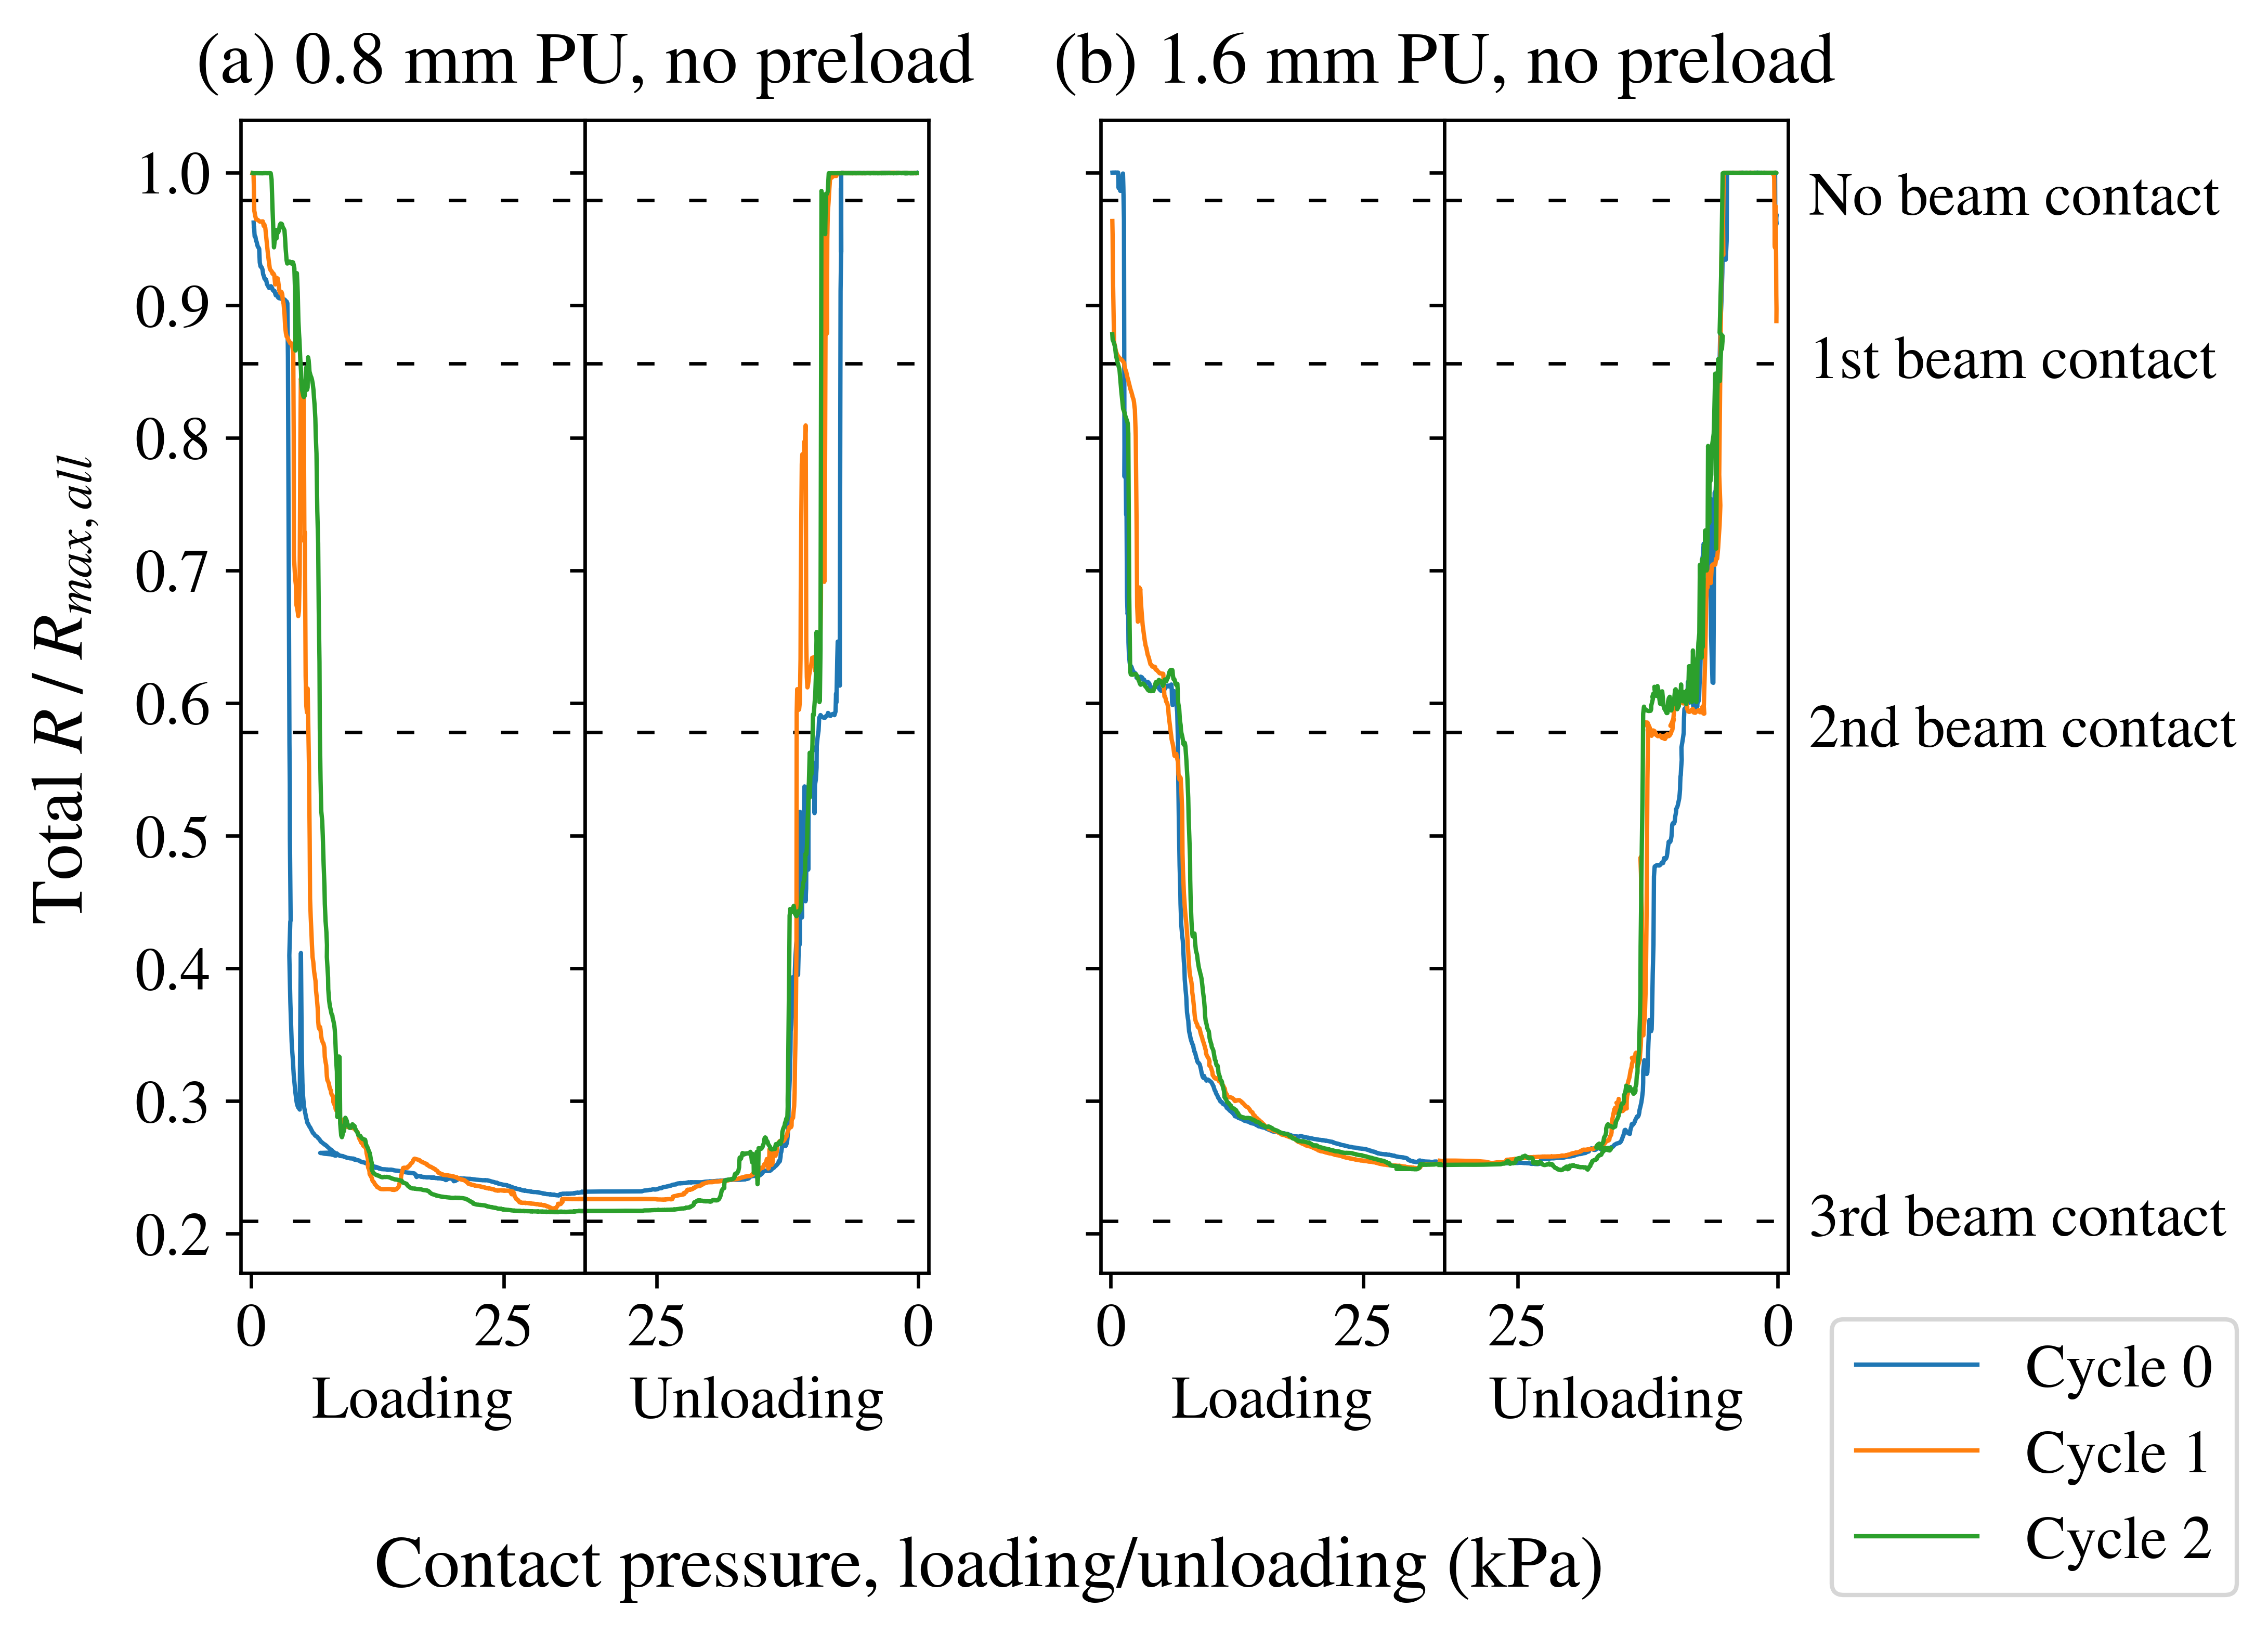 (a) 0.8 mm PU, no preload
(b) 1.6 mm PU, no preload
Total R / R_{max, all}
1.0
0.9
0.8
0.7
0.6
0.5
0.4
0.3
0.2
No beam contact
1st beam contact
2nd beam contact
3rd beam contact
0 25 25 0
0 25 25 0
Loading Unloading
Loading Unloading
Contact pressure, loading/unloading (kPa)
Cycle 0
Cycle 1
Cycle 2